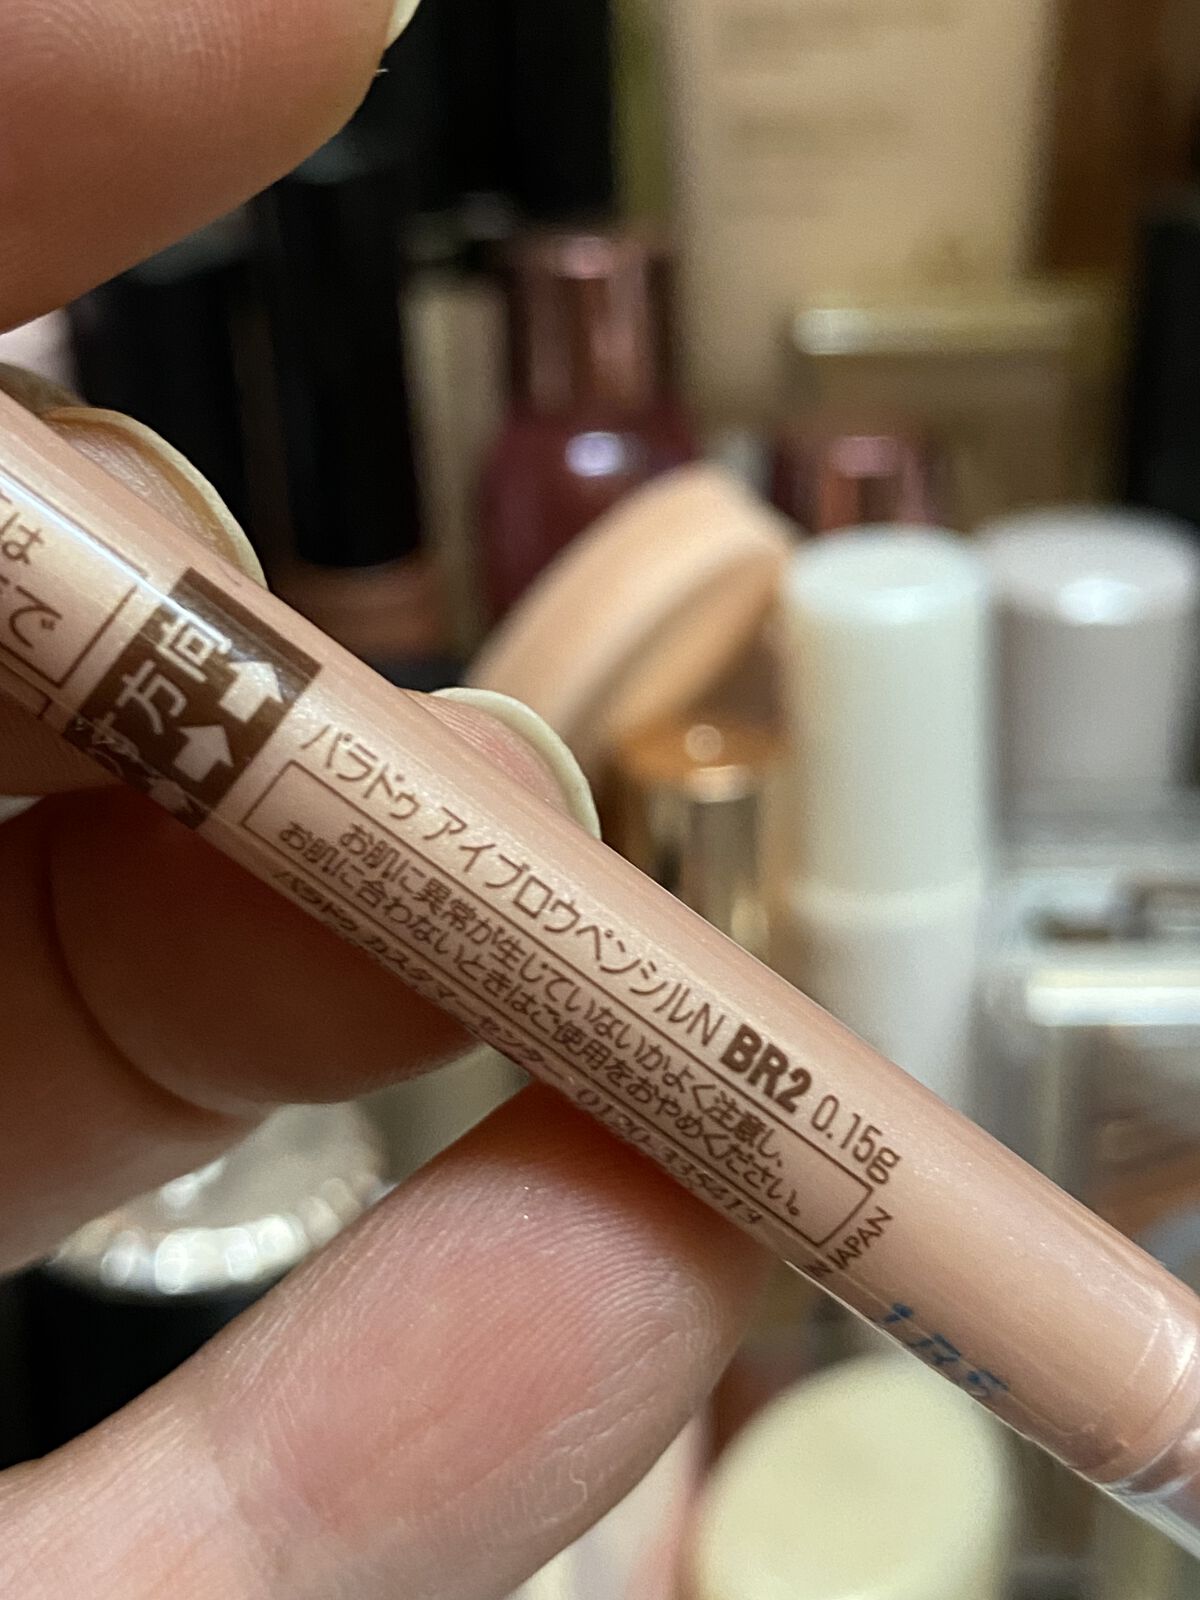 は
で
方向
パラドゥ アイブロウペンシルN BR2 0.15g
お肌に異常が生じていないかよく注意し、
お肌に合わないときはご使用をおやめください。
パラドゥ カスタマーセンター 0120-335413
IN JAPAN